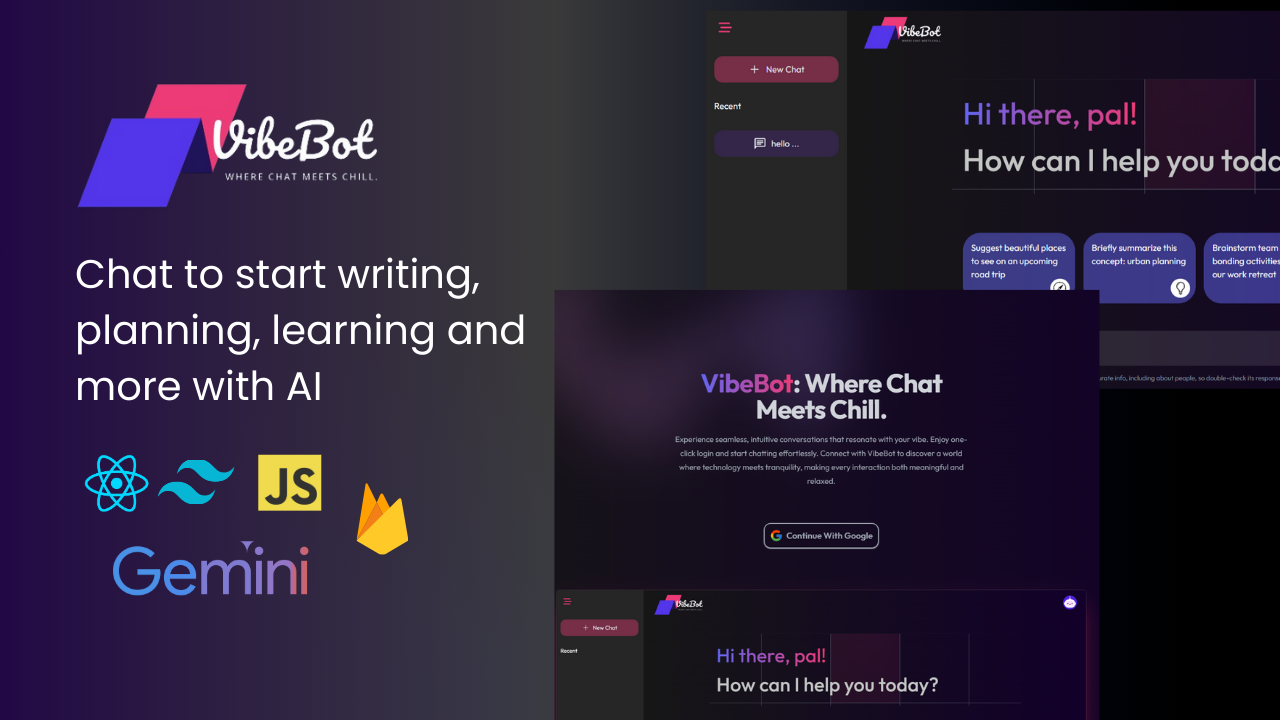 VibeBot
WHERE CHAT MEETS CHILL.
Chat to start writing,
planning, learning and
more with AI
JS
Gemini
New Chat
Recent
hello ...
VibeBot
Hi there, pal!
How can I help you toda
Suggest beautiful places
to see on an upcoming
road trip
Briefly summarize this
concept: urban planning
Brainstorm team
bonding activities
our work retreat
info, including about people, so double-check its respons
VibeBot: Where Chat
Meets Chill.
Experience seamless, intuitive conversations that resonate with your vibe. Enjoy one-
click login and start chatting effortlessly. Connect with VibeBot to discover a world
where technology meets tranquility, making every interaction both meaningful and
relaxed.
Continue With Google
New Chat
Recent
VibeBot
Hi there, pal!
How can I help you today?